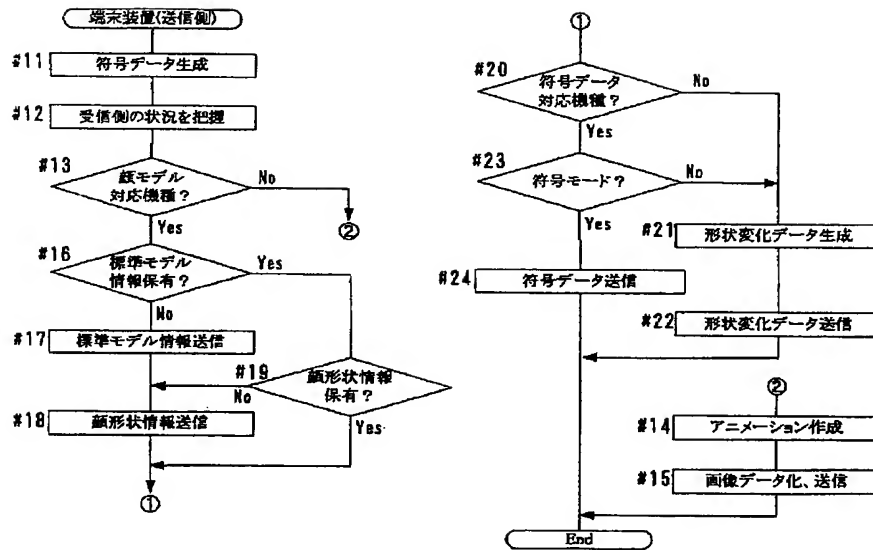 端末装置(送信側)
#11 符号データ生成
#12 受信側の状況を把握
#13
顔モデル
対応機種？
No
Yes
②
#16
標準モデル
情報保有？
Yes
No
#17 標準モデル情報送信
#19
顔形状情報
保有？
No
Yes
#18 顔形状情報送信
①
①
#20
符号データ
対応機種？
No
Yes
#23
符号モード？
No
Yes
#21 形状変化データ生成
#24 符号データ送信
#22 形状変化データ送信
②
#14 アニメーション作成
#15 画像データ化、送信
End